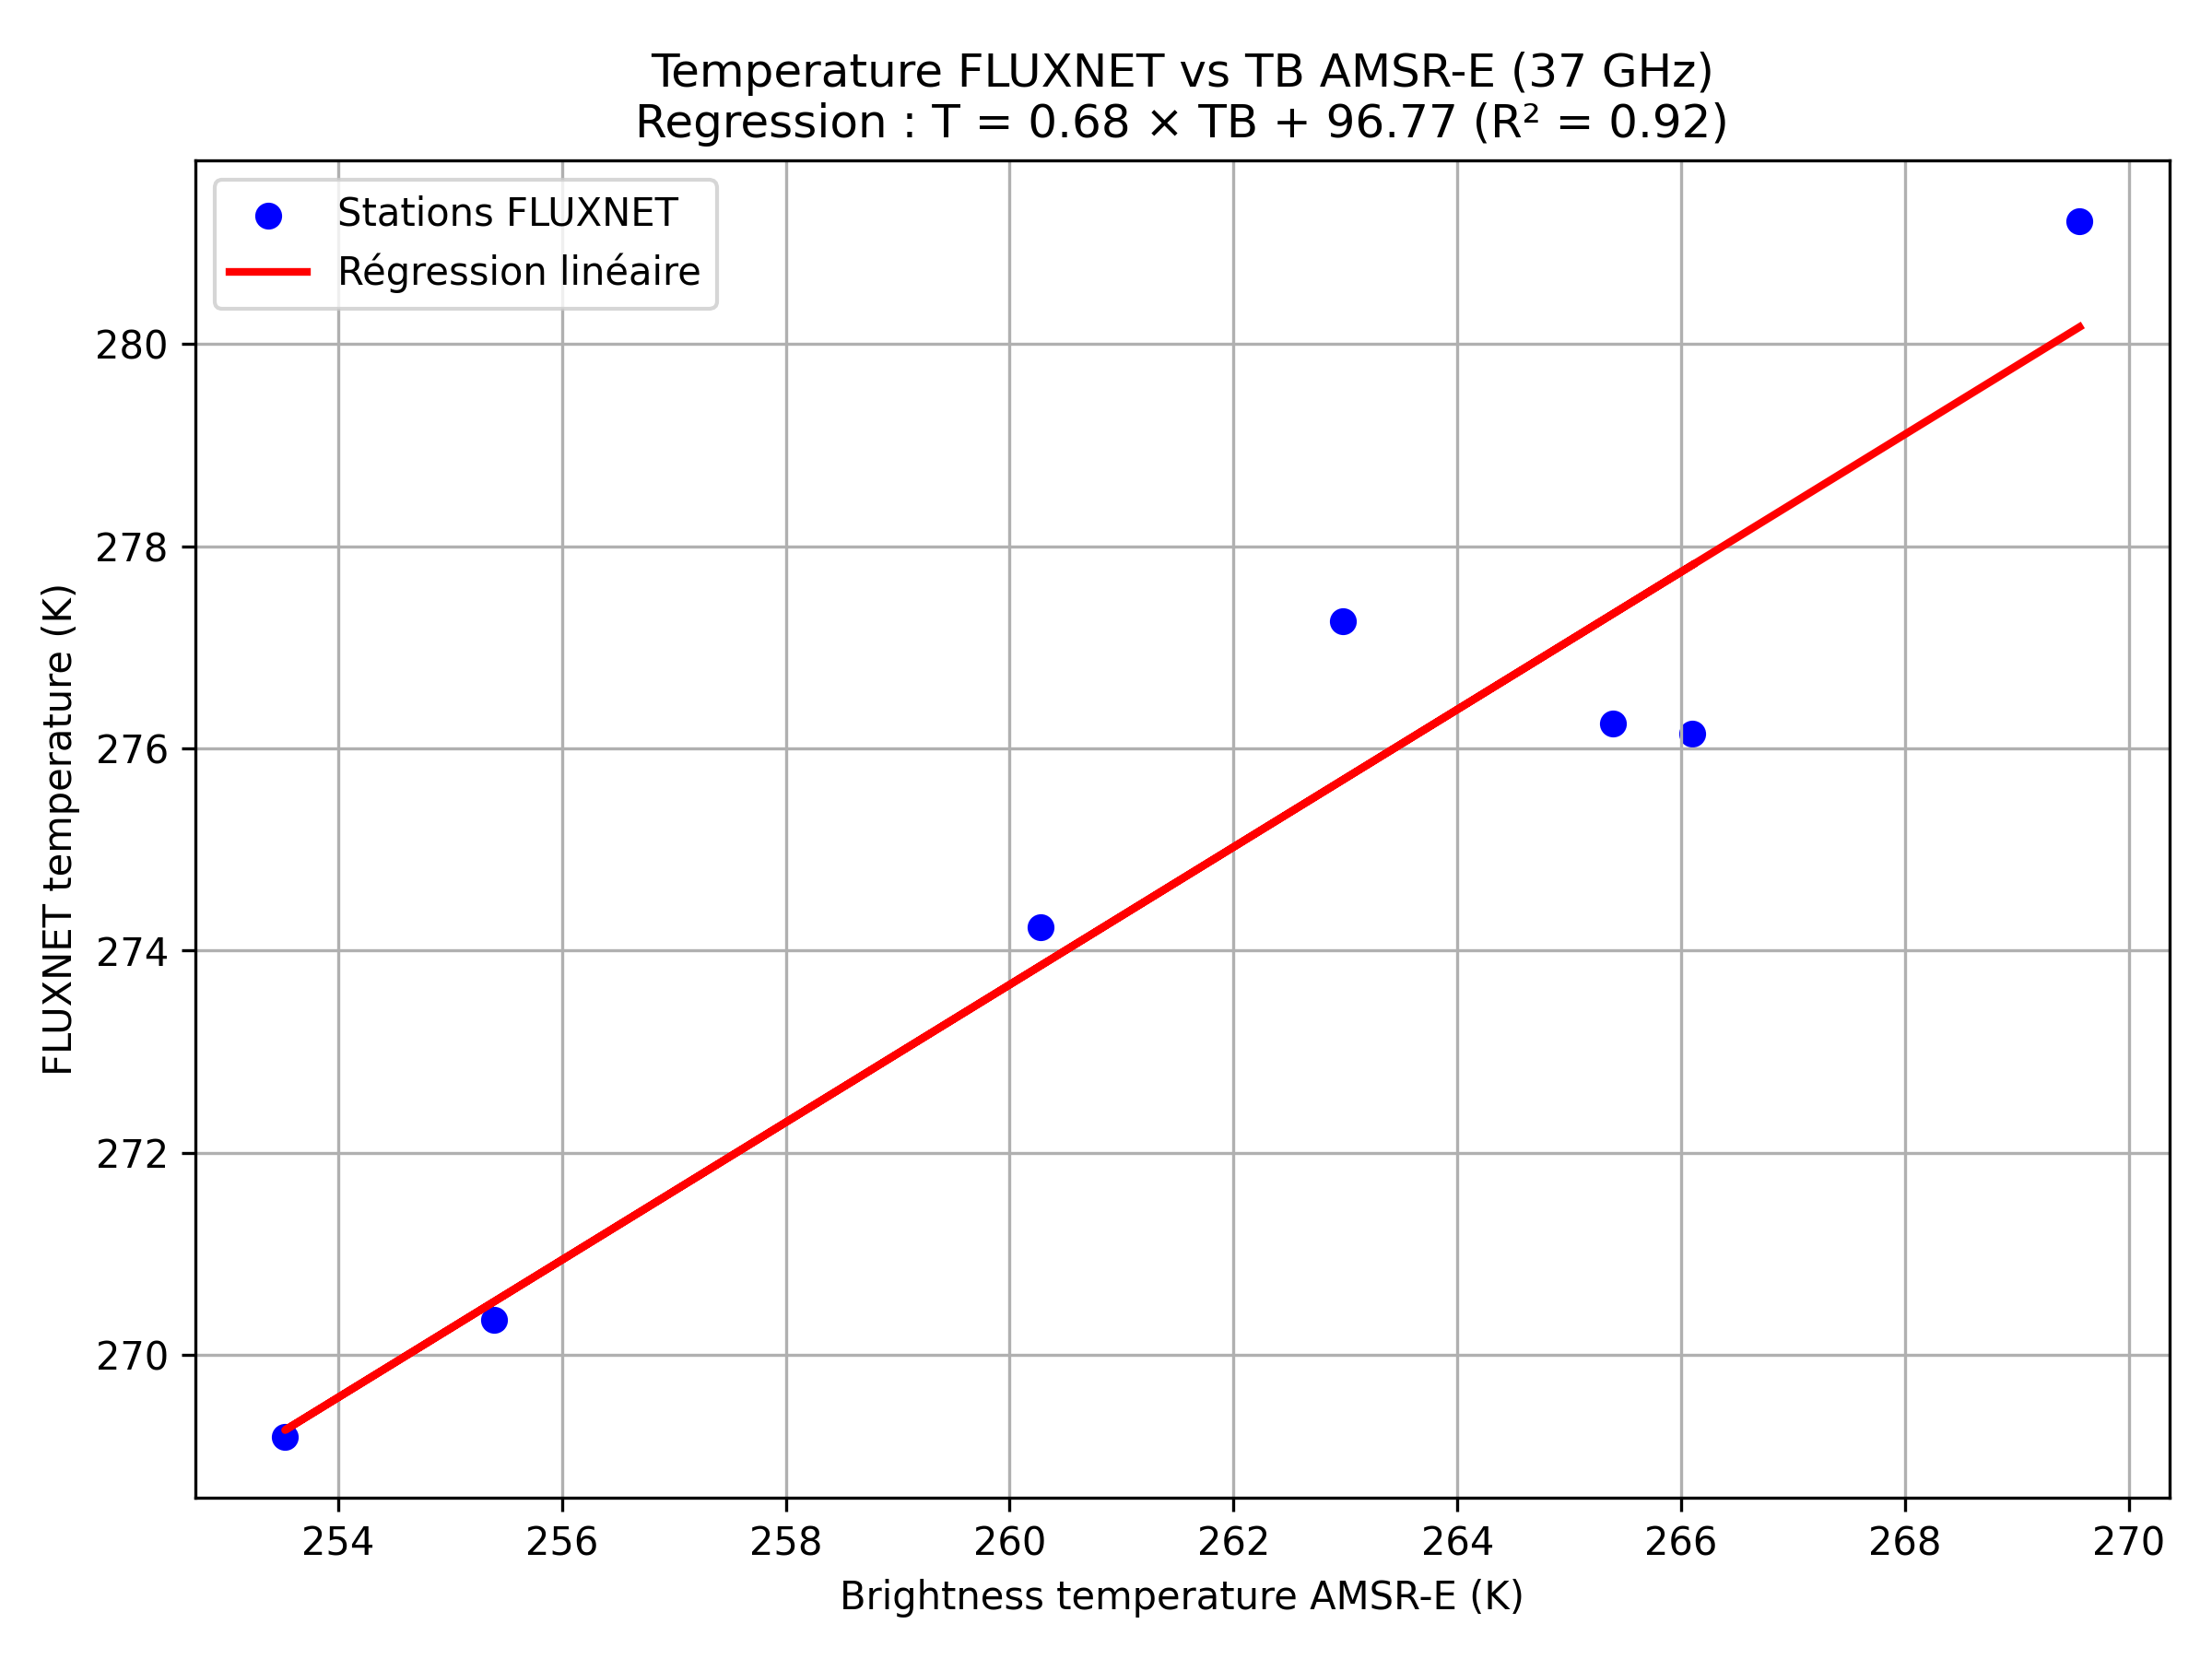 Temperature FLUXNET vs TB AMSR-E (37 GHz)
Regression : T = 0.68 × TB + 96.77 (R² = 0.92)
Stations FLUXNET
Régression linéaire
FLUXNET temperature (K)
280
278
276
274
272
270
254 256 258 260 262 264 266 268 270
Brightness temperature AMSR-E (K)